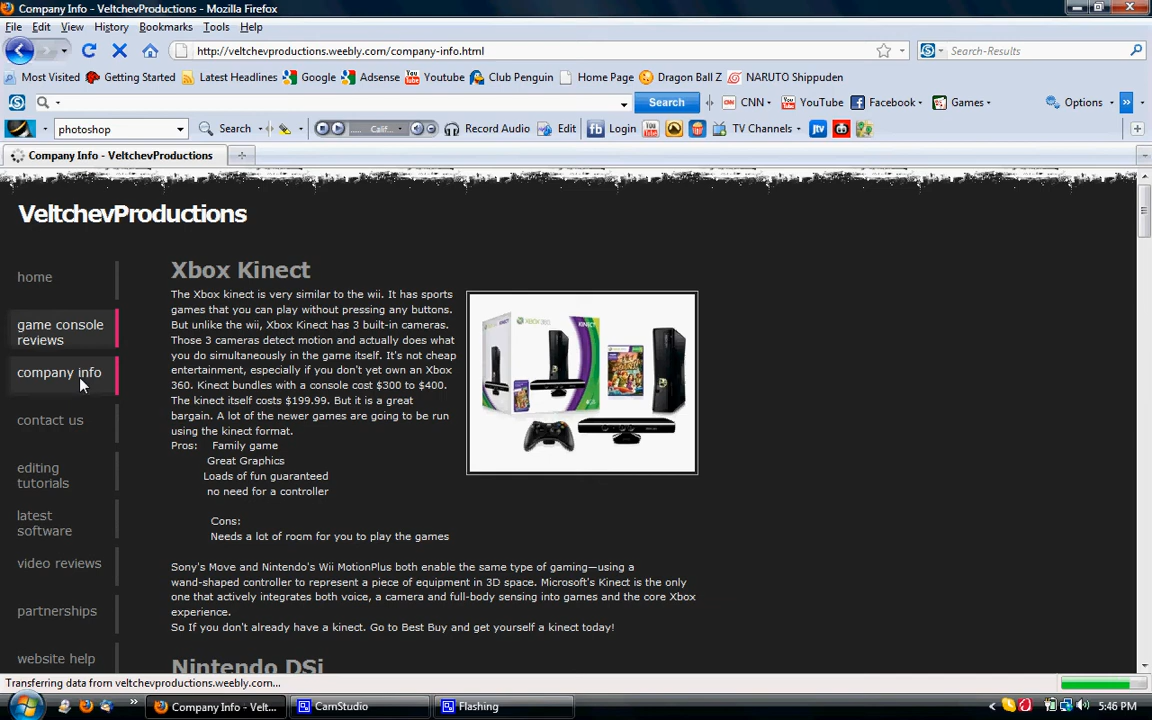 Company Info - VeltchevProductions - Mozilla Firefox
File Edit View History Bookmarks Tools Help
http://veltchevproductions.weebly.com/company-info.html Search-Results
Most Visited Getting Started Latest Headlines Google Adsense Youtube Club Penguin Home Page Dragon Ball Z NARUTO Shippuden
Search CNN YouTube Facebook Games Options
photoshop Search .... Calif... Record Audio Edit fb Login TV Channels jtv
Company Info - VeltchevProductions
VeltchevProductions
home
game console
reviews
company info
contact us
editing
tutorials
latest
software
video reviews
partnerships
website help
Xbox Kinect
The Xbox kinect is very similar to the wii. It has sports
games that you can play without pressing any buttons.
But unlike the wii, Xbox Kinect has 3 built-in cameras.
Those 3 cameras detect motion and actually does what
you do simultaneously in the game itself. It's not cheap
entertainment, especially if you don't yet own an Xbox
360. Kinect bundles with a console cost $300 to $400.
The kinect itself costs $199.99. But it is a great
bargain. A lot of the newer games are going to be run
using the kinect format.
Pros: Family game
Great Graphics
Loads of fun guaranteed
no need for a controller
Cons:
Needs a lot of room for you to play the games
Sony's Move and Nintendo's Wii MotionPlus both enable the same type of gaming—using a
wand-shaped controller to represent a piece of equipment in 3D space. Microsoft's Kinect is the only
one that actively integrates both voice, a camera and full-body sensing into games and the core Xbox
experience.
So If you don't already have a kinect. Go to Best Buy and get yourself a kinect today!
Nintendo DSi
Transferring data from veltchevproductions.weebly.com...
Company Info - Velt... CamStudio Flashing 5:46 PM